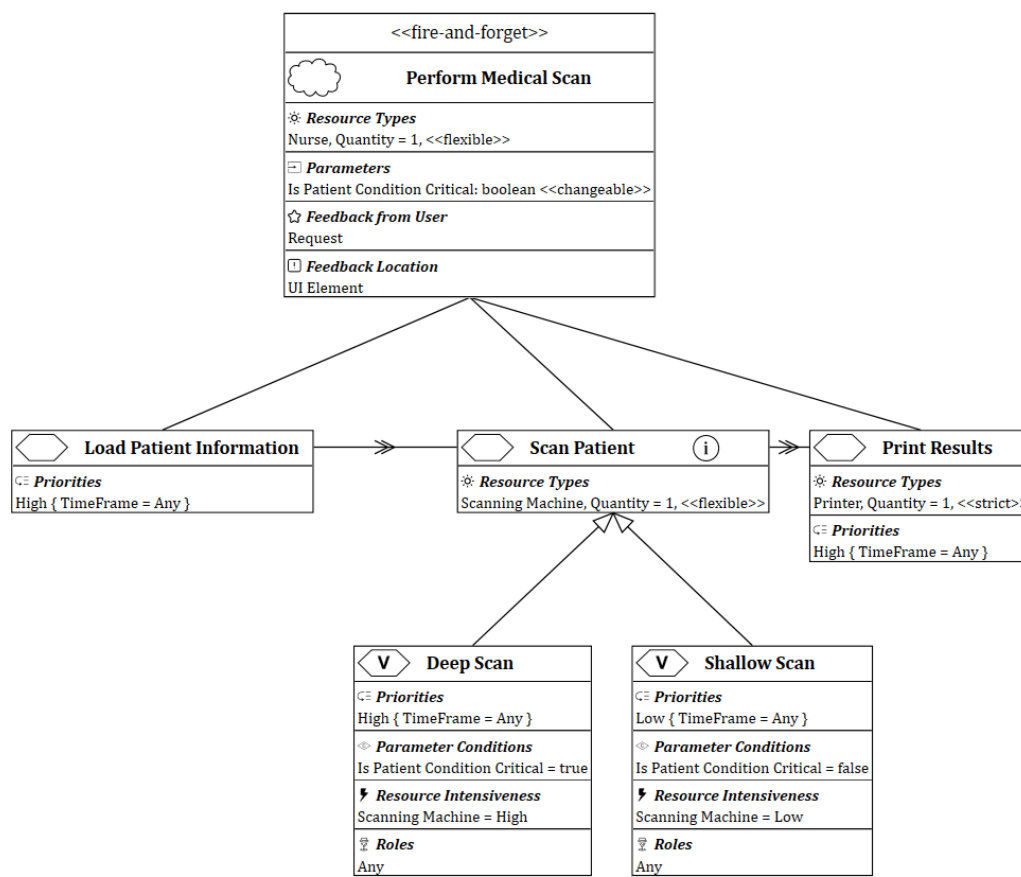 <<fire-and-forget>>
Perform Medical Scan
Resource Types
Nurse, Quantity = 1, <<flexible>>
Parameters
Is Patient Condition Critical: boolean <<changeable>>
Feedback from User
Request
Feedback Location
UI Element
Load Patient Information
Priorities
High { TimeFrame = Any }
Scan Patient
i
Resource Types
Scanning Machine, Quantity = 1, <<flexible>>
Print Results
Resource Types
Printer, Quantity = 1, <<strict>
Priorities
High { TimeFrame = Any }
V
Deep Scan
Priorities
High { TimeFrame = Any }
Parameter Conditions
Is Patient Condition Critical = true
Resource Intensiveness
Scanning Machine = High
Roles
Any
V
Shallow Scan
Priorities
Low { TimeFrame = Any }
Parameter Conditions
Is Patient Condition Critical = false
Resource Intensiveness
Scanning Machine = Low
Roles
Any